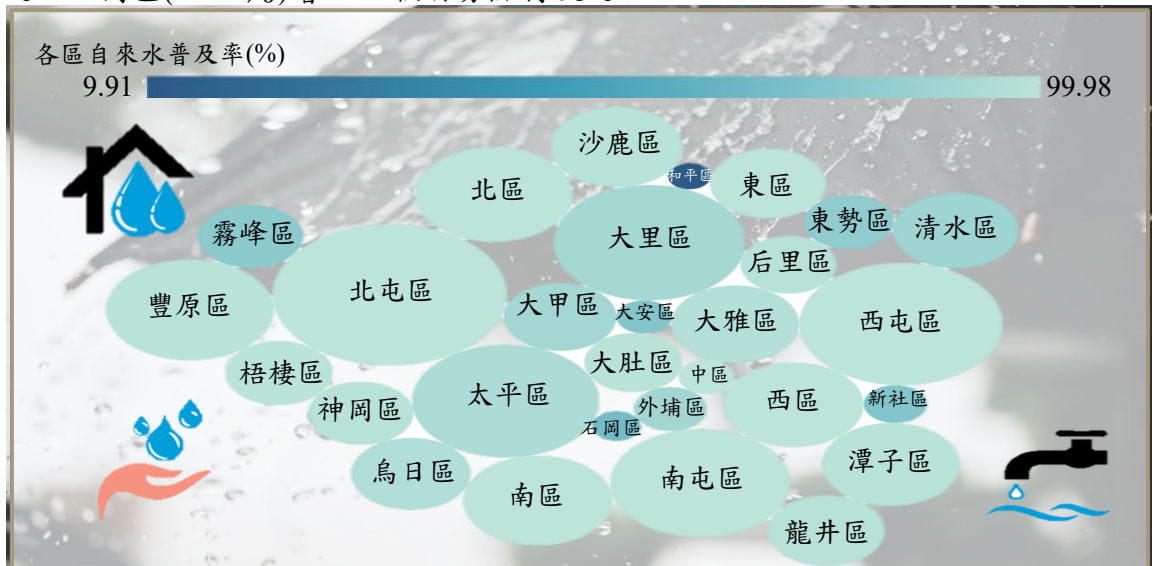 各區自來水普及率(%)
9.91
99.98
沙鹿區
和平區
北區
東區
東勢區
清水區
霧峰區
大里區
后里區
豐原區
北屯區
大甲區
大安區
大雅區
西屯區
梧棲區
大肚區
中區
神岡區
太平區
石岡區
外埔區
西區
新社區
烏日區
南區
南屯區
潭子區
龍井區